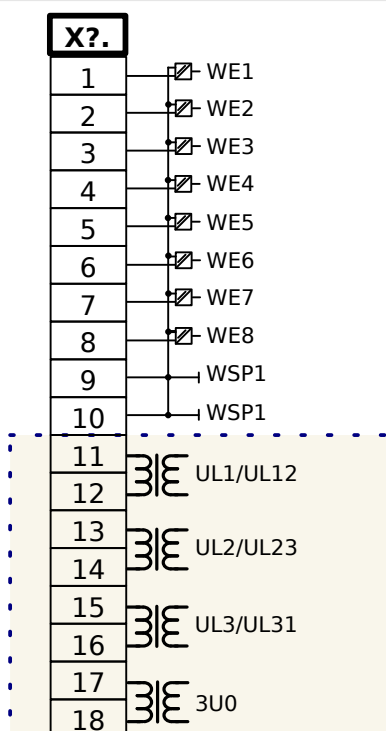 X?.
1 WE1
2 WE2
3 WE3
4 WE4
5 WE5
6 WE6
7 WE7
8 WE8
9 WSP1
10 WSP1
11
UL1/UL12
12
13
UL2/UL23
14
15
UL3/UL31
16
17
3U0
18